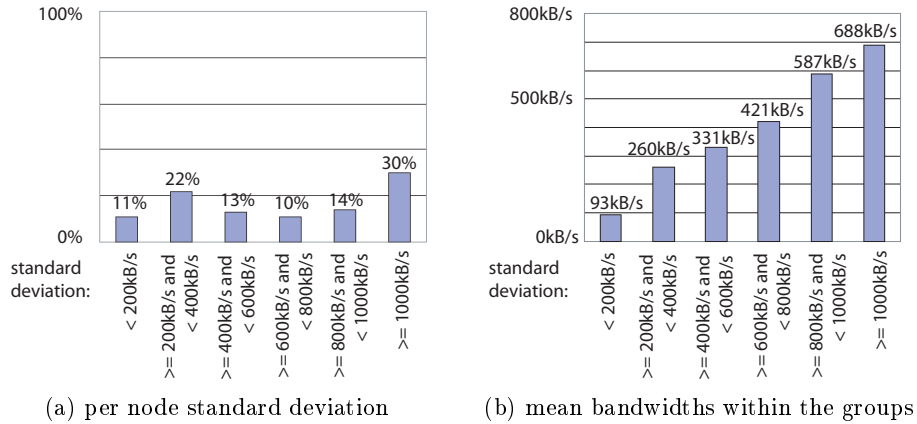 100%
0%
11%
22%
13%
10%
14%
30%
standard
deviation:
< 200kB/s
>= 200kB/s and
< 400kB/s
>= 400kB/s and
< 600kB/s
>= 600kB/s and
< 800kB/s
>= 800kB/s and
< 1000kB/s
>= 1000kB/s
(a) per node standard deviation
800kB/s
500kB/s
0kB/s
93kB/s
260kB/s
331kB/s
421kB/s
587kB/s
688kB/s
standard
deviation:
< 200kB/s
>= 200kB/s and
< 400kB/s
>= 400kB/s and
< 600kB/s
>= 600kB/s and
< 800kB/s
>= 800kB/s and
< 1000kB/s
>= 1000kB/s
(b) mean bandwidths within the groups